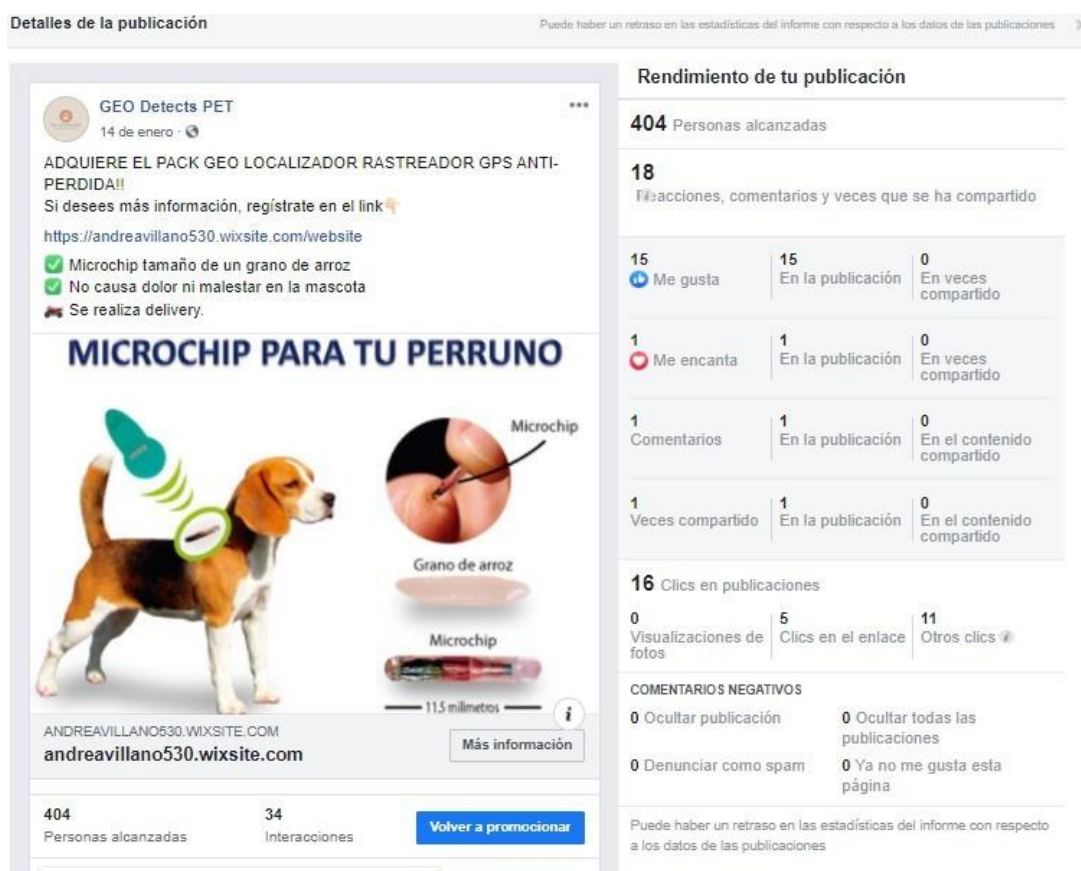 Detalles de la publicación
Puede haber un retraso en las estadísticas del informe con respecto a los datos de las publicaciones
GEO Detects PET
14 de enero ·
ADQUIERE EL PACK GEO LOCALIZADOR RASTREADOR GPS ANTI-
PERDIDA!!
Si desees más información, regístrate en el link👇🏻
https://andreavillano530.wixsite.com/website
✅ Microchip tamaño de un grano de arroz
✅ No causa dolor ni malestar en la mascota
🏍 Se realiza delivery.
MICROCHIP PARA TU PERRUNO
Microchip
Grano de arroz
Microchip
11,5 milimetros
ANDREAVILLANO530.WIXSITE.COM
andreavillano530.wixsite.com
Más información
404
Personas alcanzadas
34
Interacciones
Volver a promocionar
Rendimiento de tu publicación
404 Personas alcanzadas
18
Reacciones, comentarios y veces que se ha compartido
15
Me gusta
15
En la publicación
0
En veces
compartido
1
Me encanta
1
En la publicación
0
En veces
compartido
1
Comentarios
1
En la publicación
0
En el contenido
compartido
1
Veces compartido
1
En la publicación
0
En el contenido
compartido
16 Clics en publicaciones
0
Visualizaciones de
fotos
5
Clics en el enlace
11
Otros clics
COMENTARIOS NEGATIVOS
0 Ocultar publicación
0 Ocultar todas las
publicaciones
0 Denunciar como spam
0 Ya no me gusta esta
página
Puede haber un retraso en las estadísticas del informe con respecto
a los datos de las publicaciones